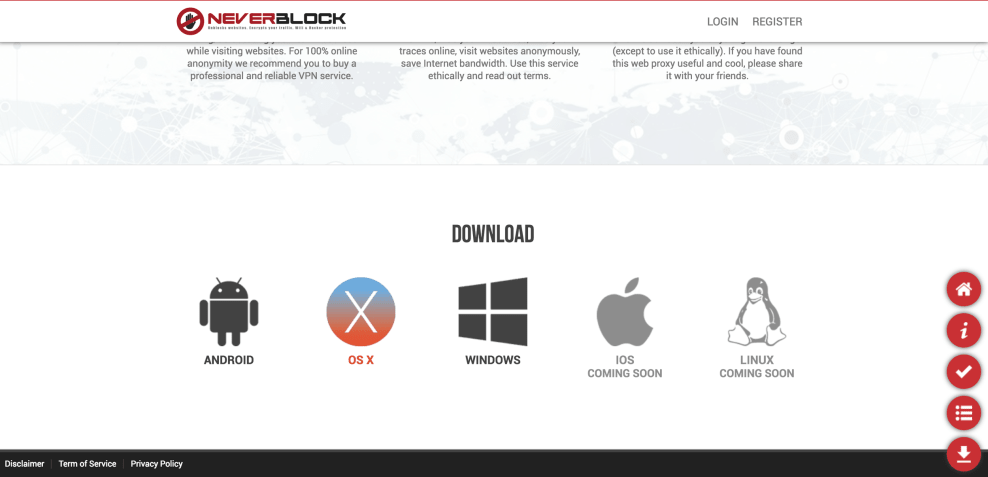 NEVERBLOCK
LOGIN REGISTER
while visiting websites. For 100% online
anonymity we recommend you to buy a
professional and reliable VPN service.
traces online, visit websites anonymously,
save Internet bandwidth. Use this service
ethically and read out terms.
(except to use it ethically). If you have found
this web proxy useful and cool, please share
it with your friends.
DOWNLOAD
ANDROID
OS X
WINDOWS
IOS
COMING SOON
LINUX
COMING SOON
Disclaimer
Term of Service
Privacy Policy